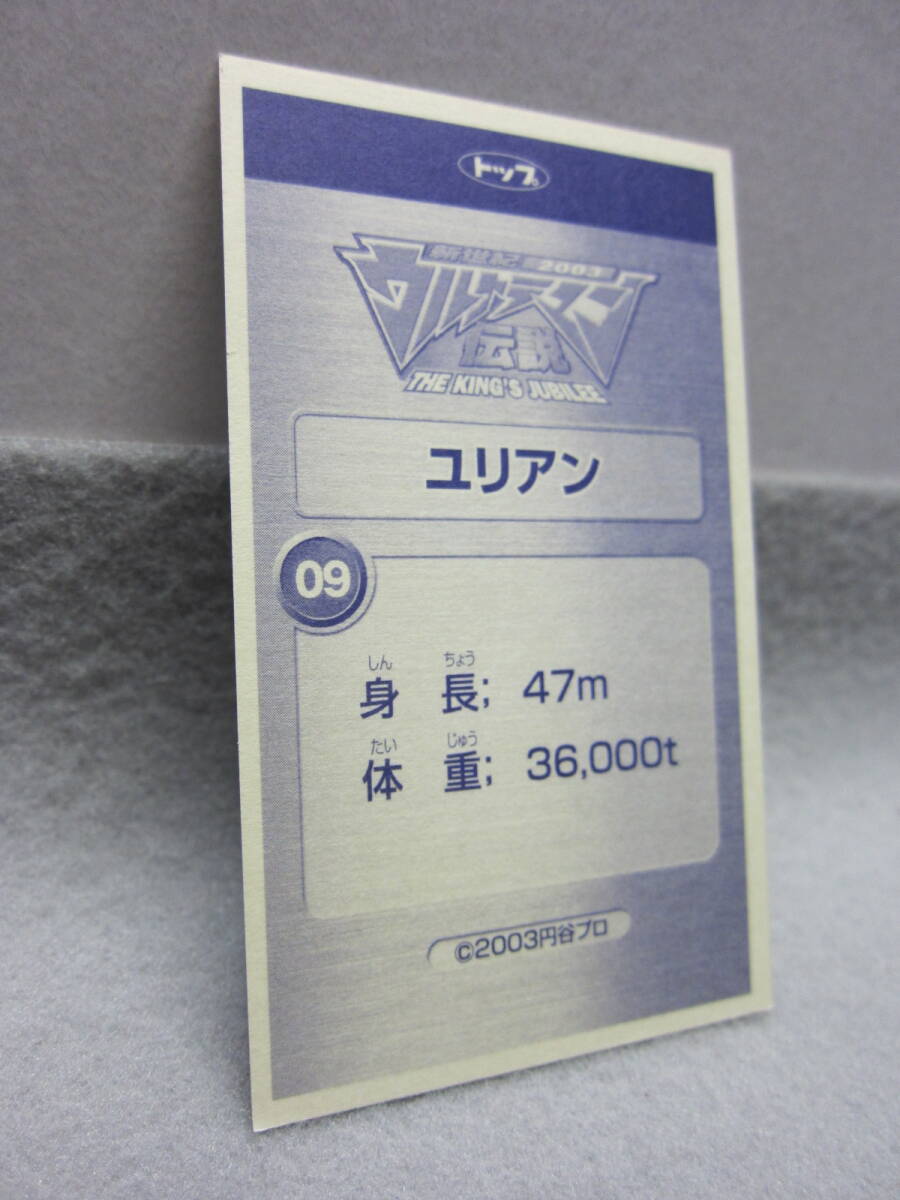 トップ。
新世紀 2003
ウルトラマン
伝説
THE KING'S JUBILEE
ユリアン
09
しん ちょう
身 長; 47m
たい じゅう
体 重; 36,000t
©2003円谷プロ